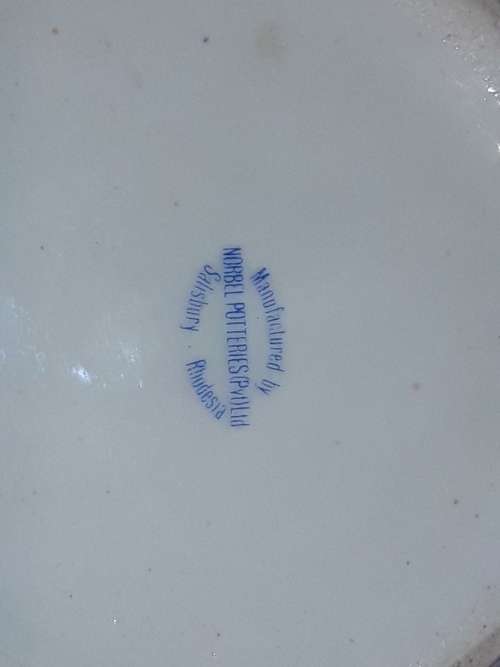 Manufactured by
NORBEL POTTERIES (Pvt) Ltd
Salisbury . Rhodesia